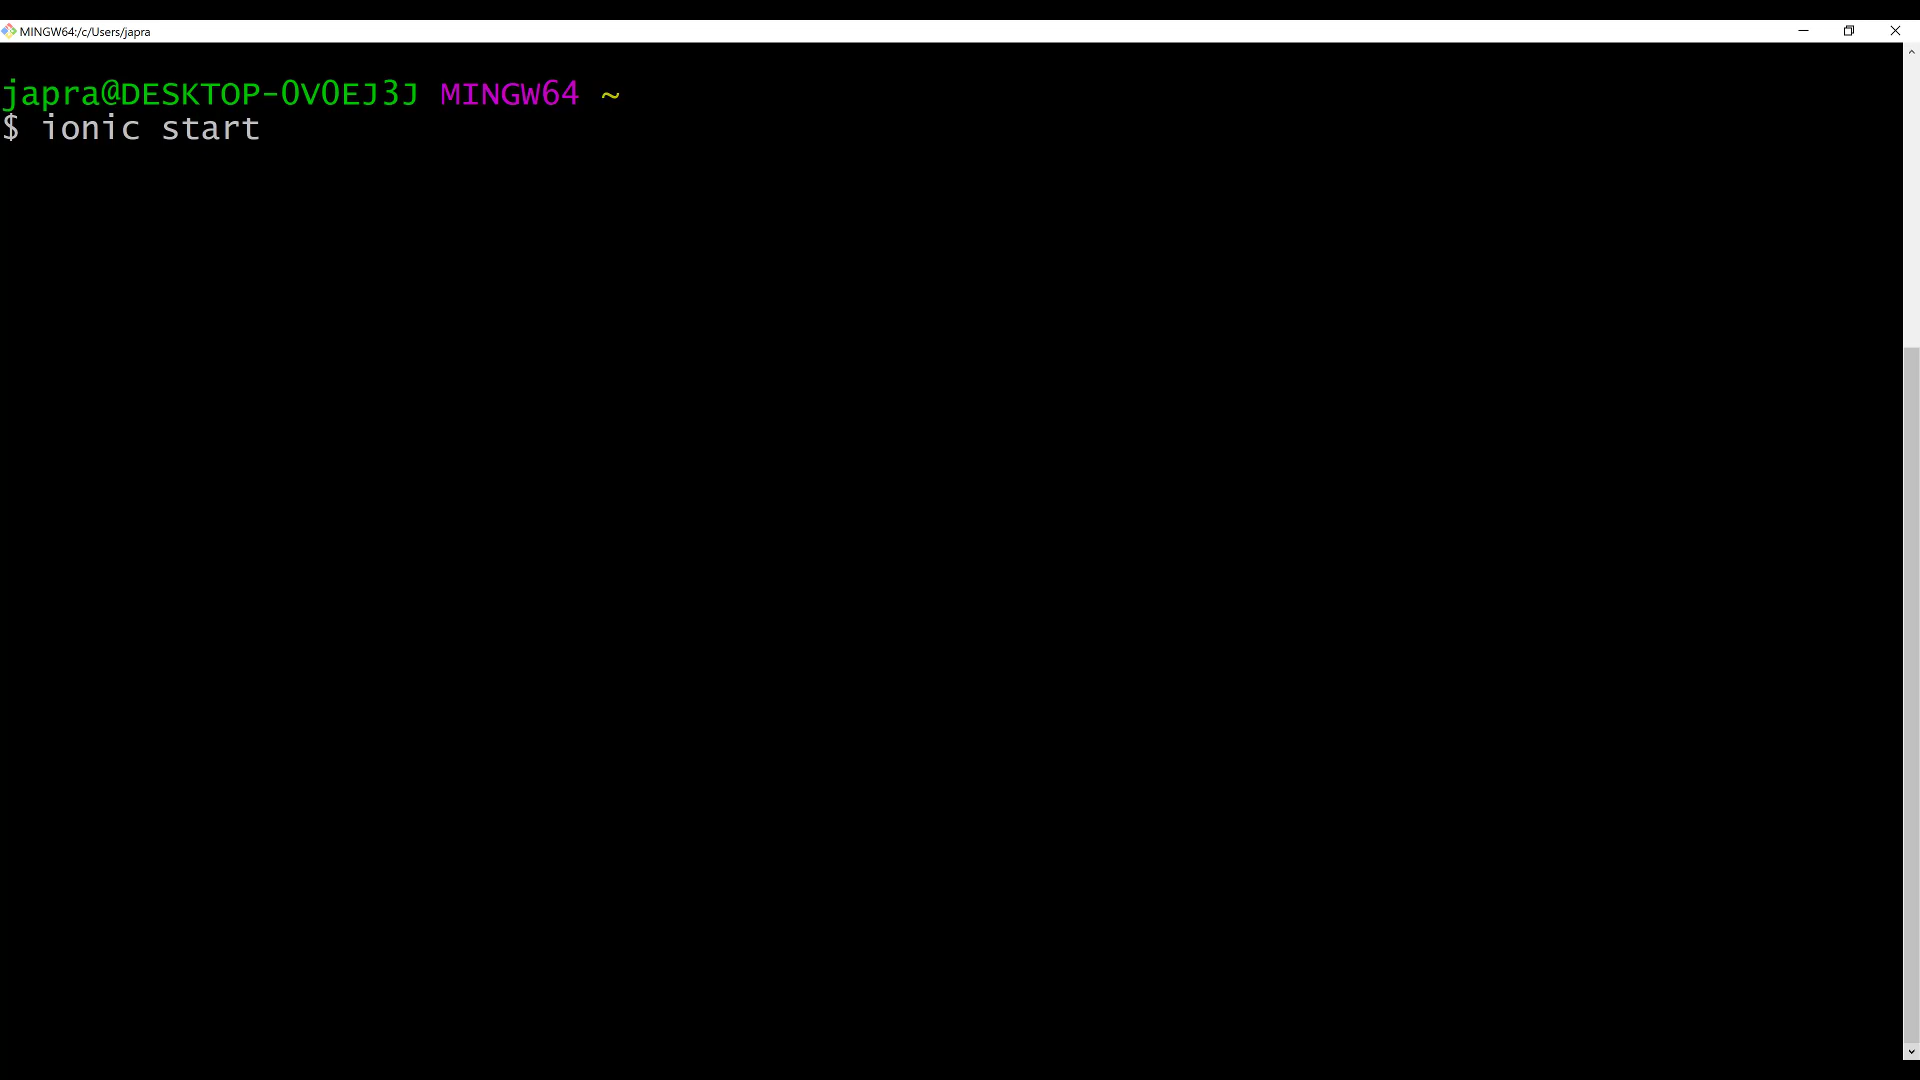 MINGW64:/c/Users/japra
japra@DESKTOP-0V0EJ3J MINGW64 ~
$ ionic start